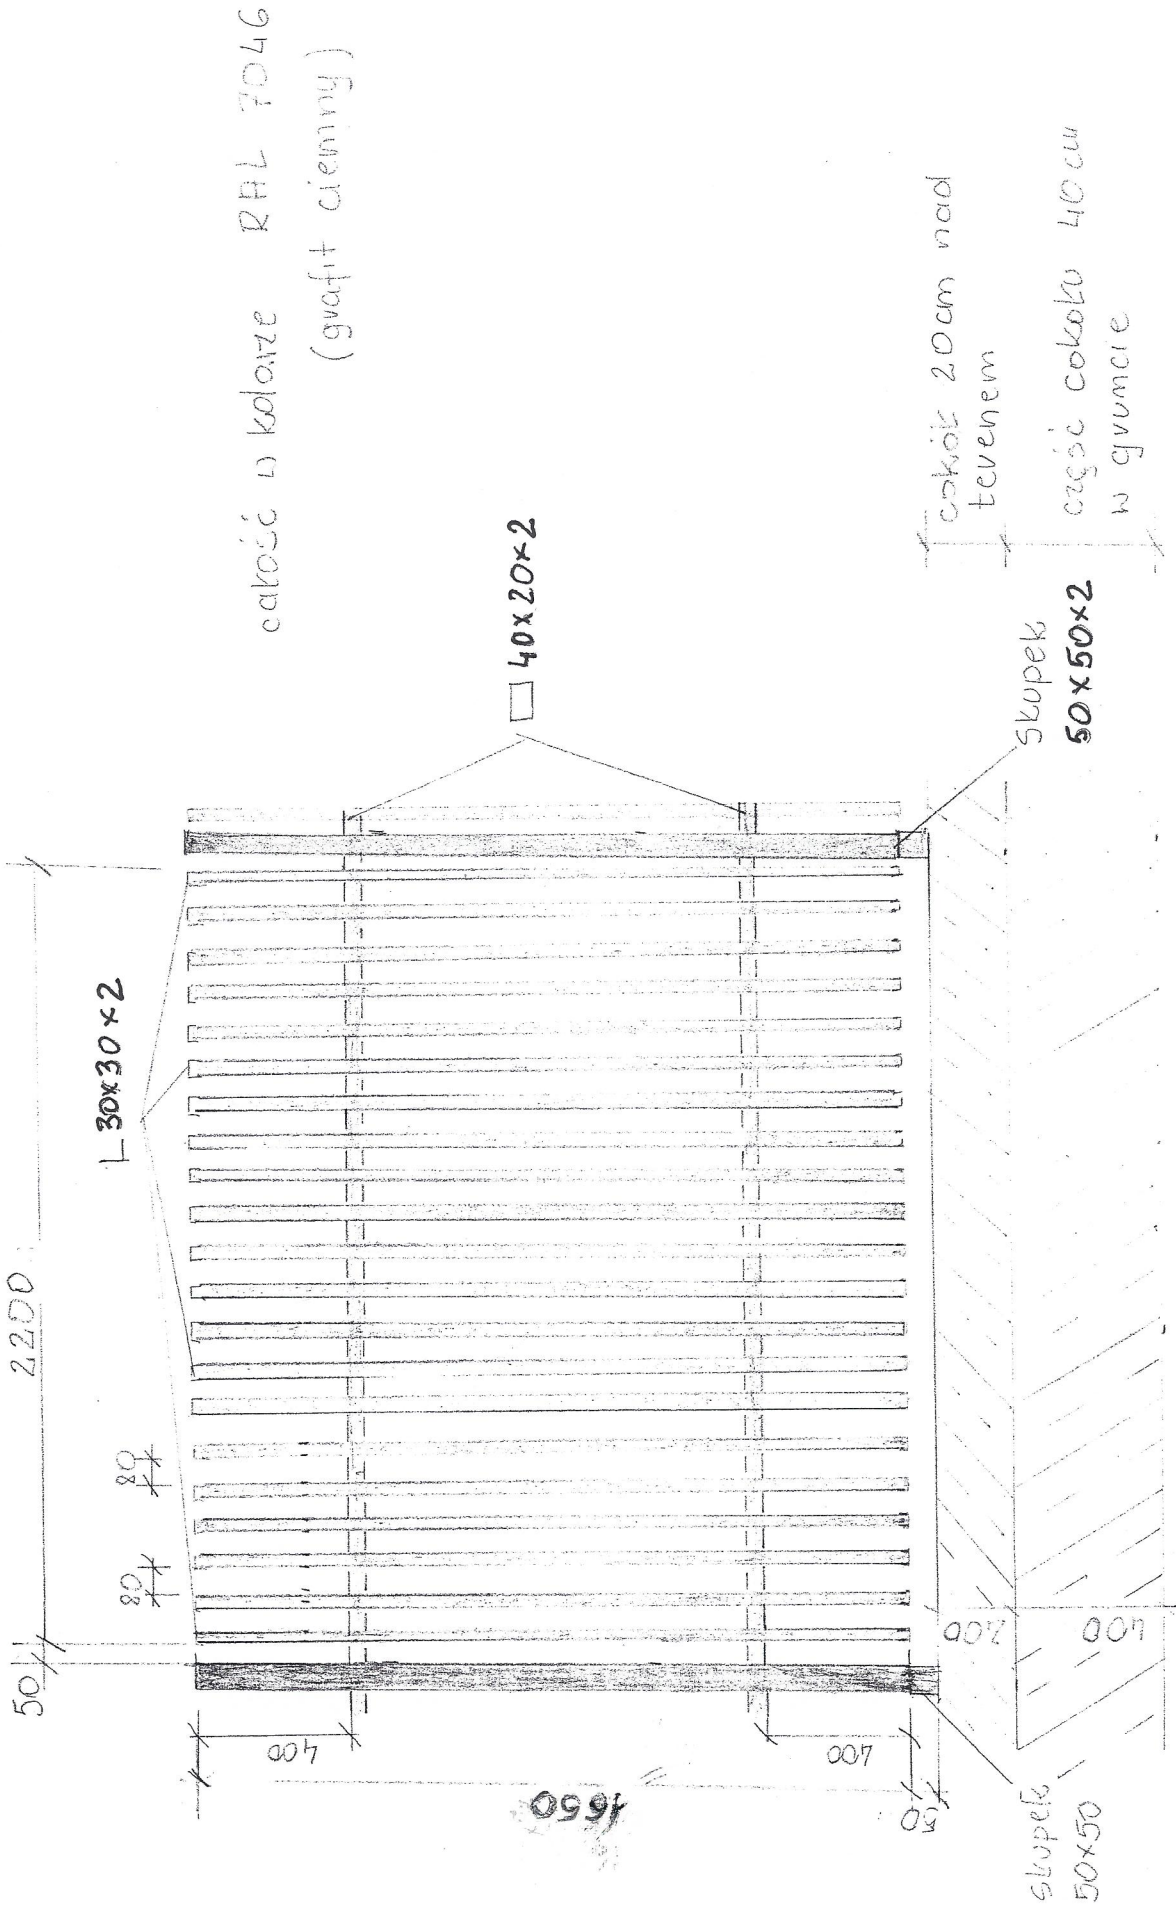 całość w kolorze RAL 7046
(grafit ciemny)
50
2200
L 30x30x2
80
80
40x20x2
400
1650
400
50
200
400
cokół 20cm nad
terenem
część cokołu 40cm
w gruncie
słupek
50x50x2
słupek
50x50